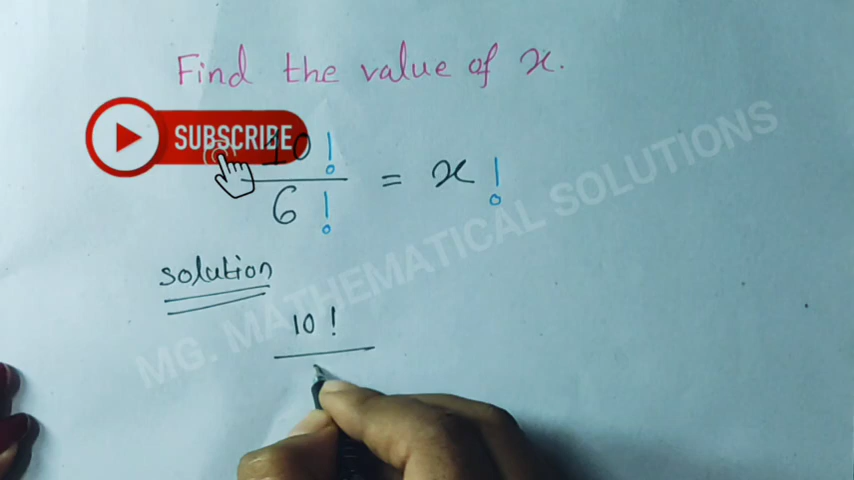 Find the value of x.
SUBSCRIBE
10!
6! = x!
MG. MATHEMATICAL SOLUTIONS
solution
10!